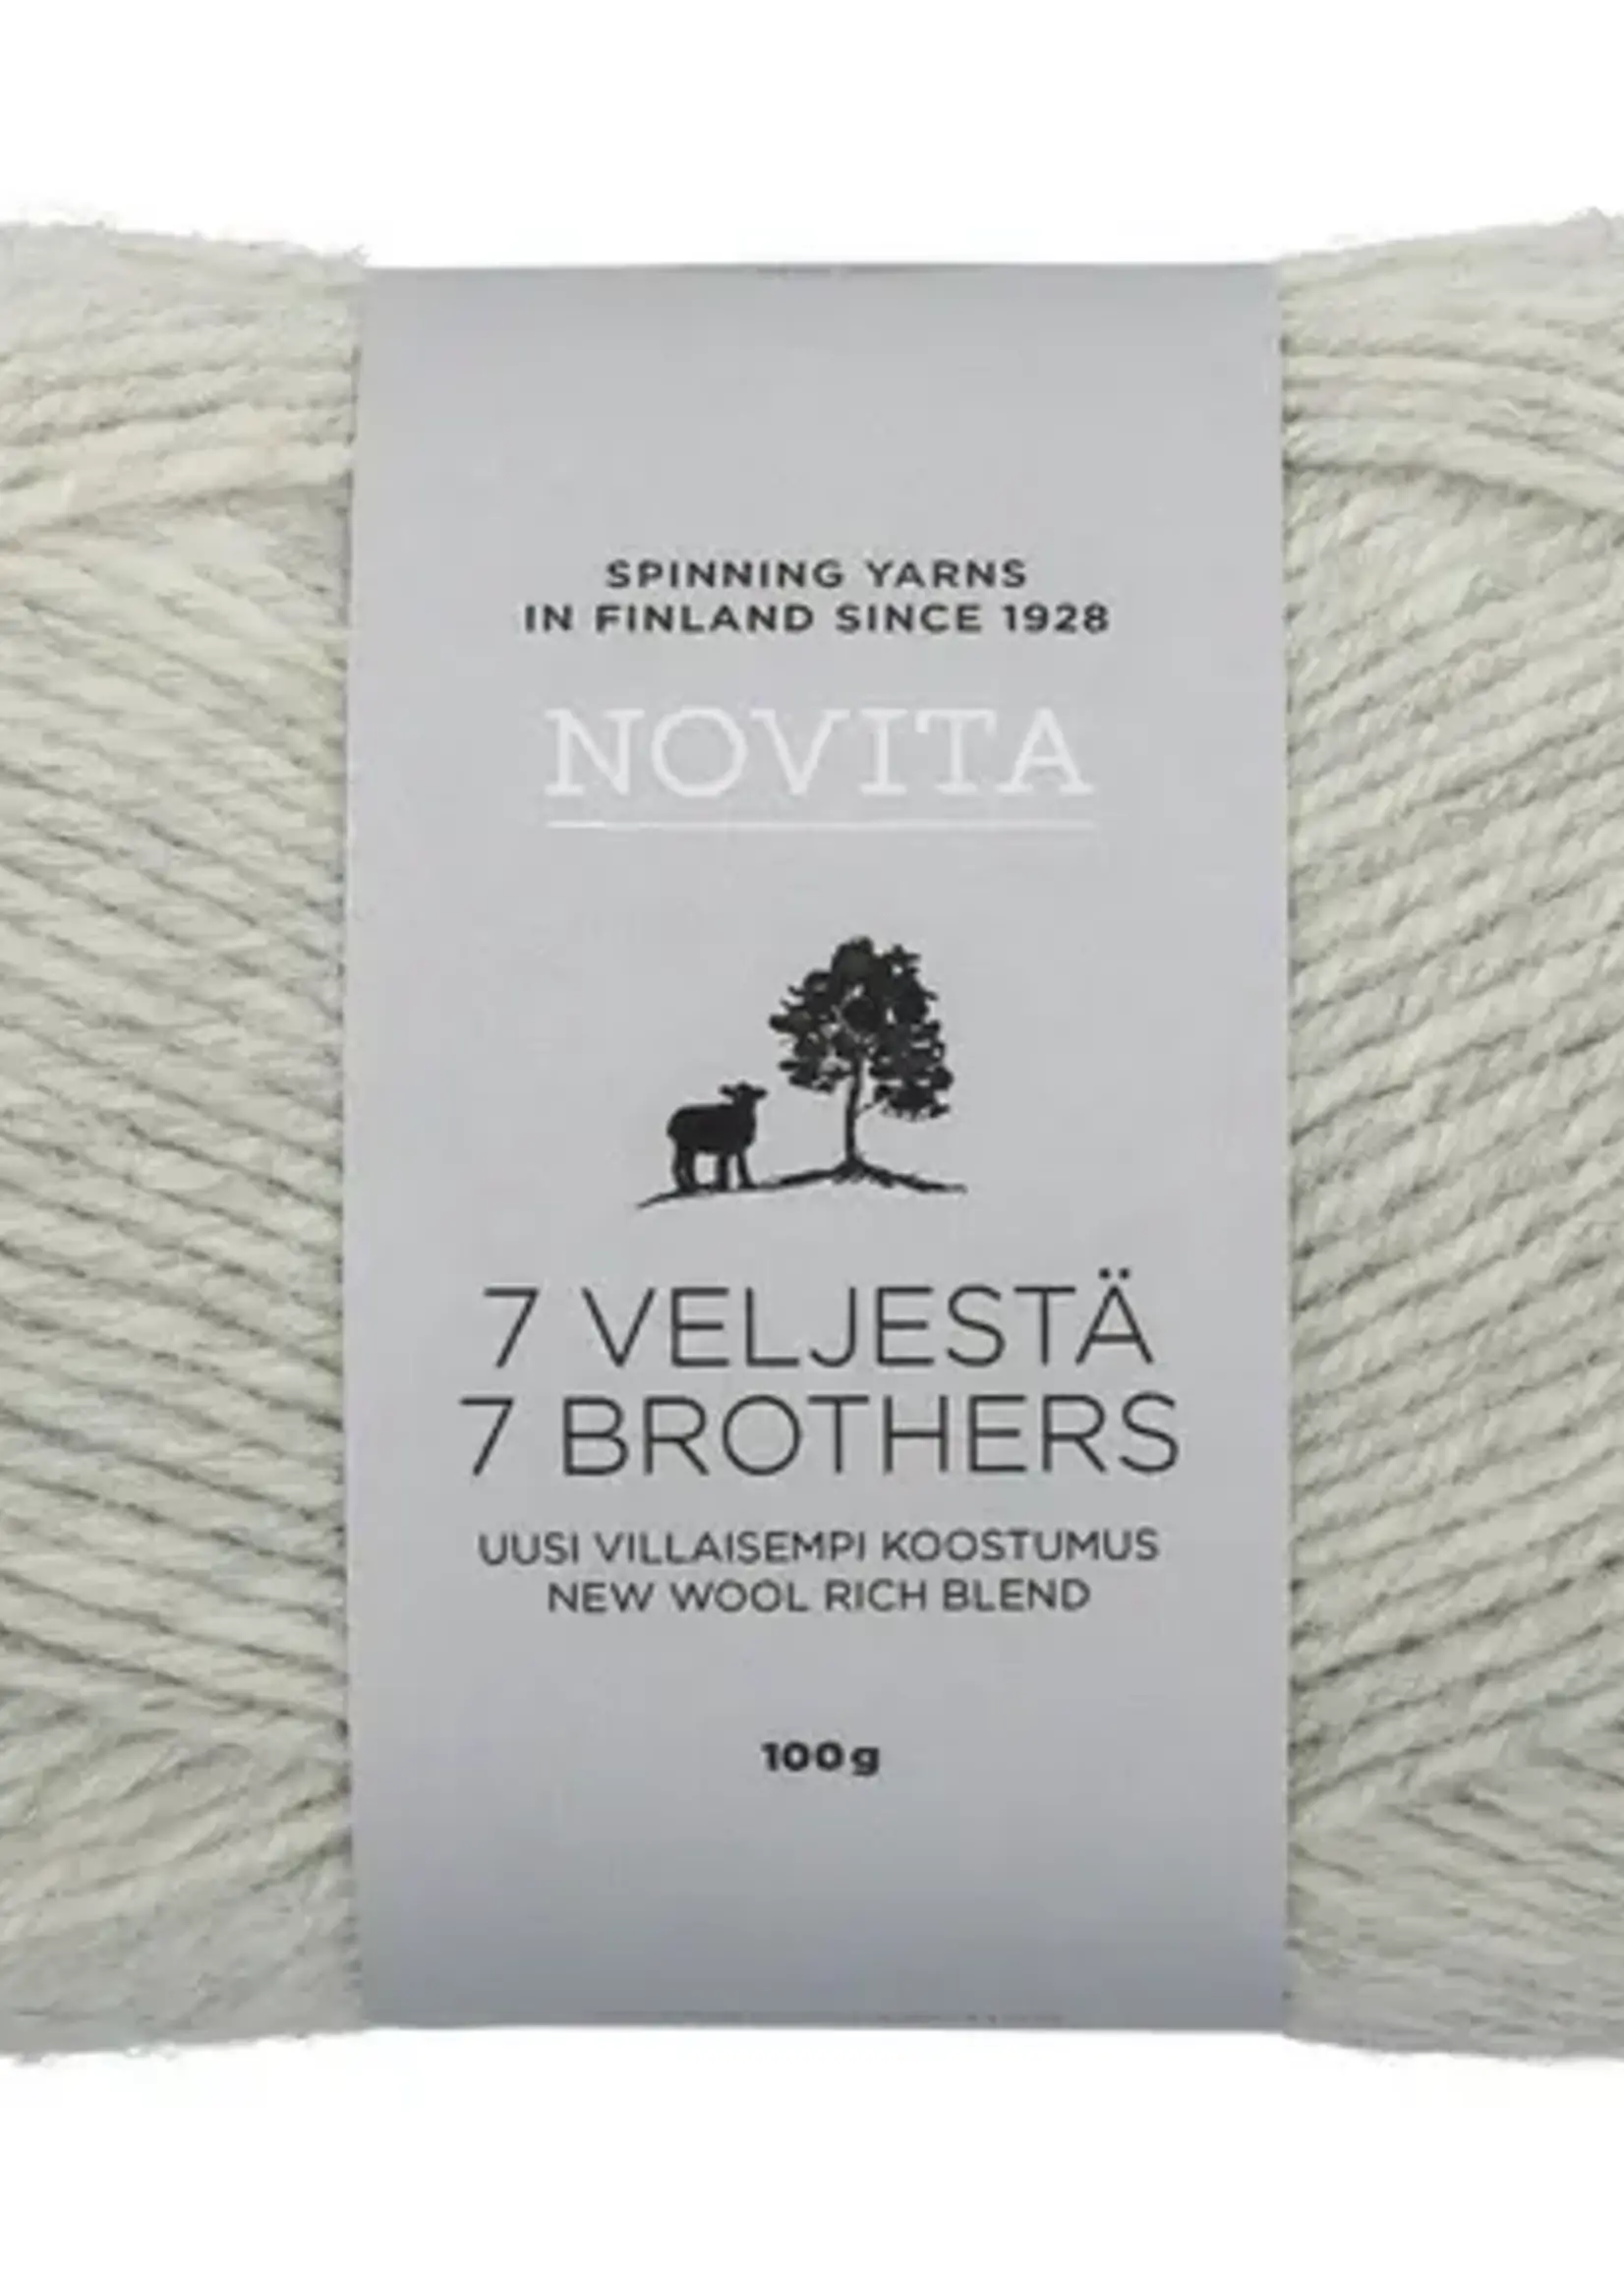 SPINNING YARNS
IN FINLAND SINCE 1928
NOVITA
7 VELJESTÄ
7 BROTHERS
UUSI VILLAISEMPI KOOSTUMUS
NEW WOOL RICH BLEND
100g